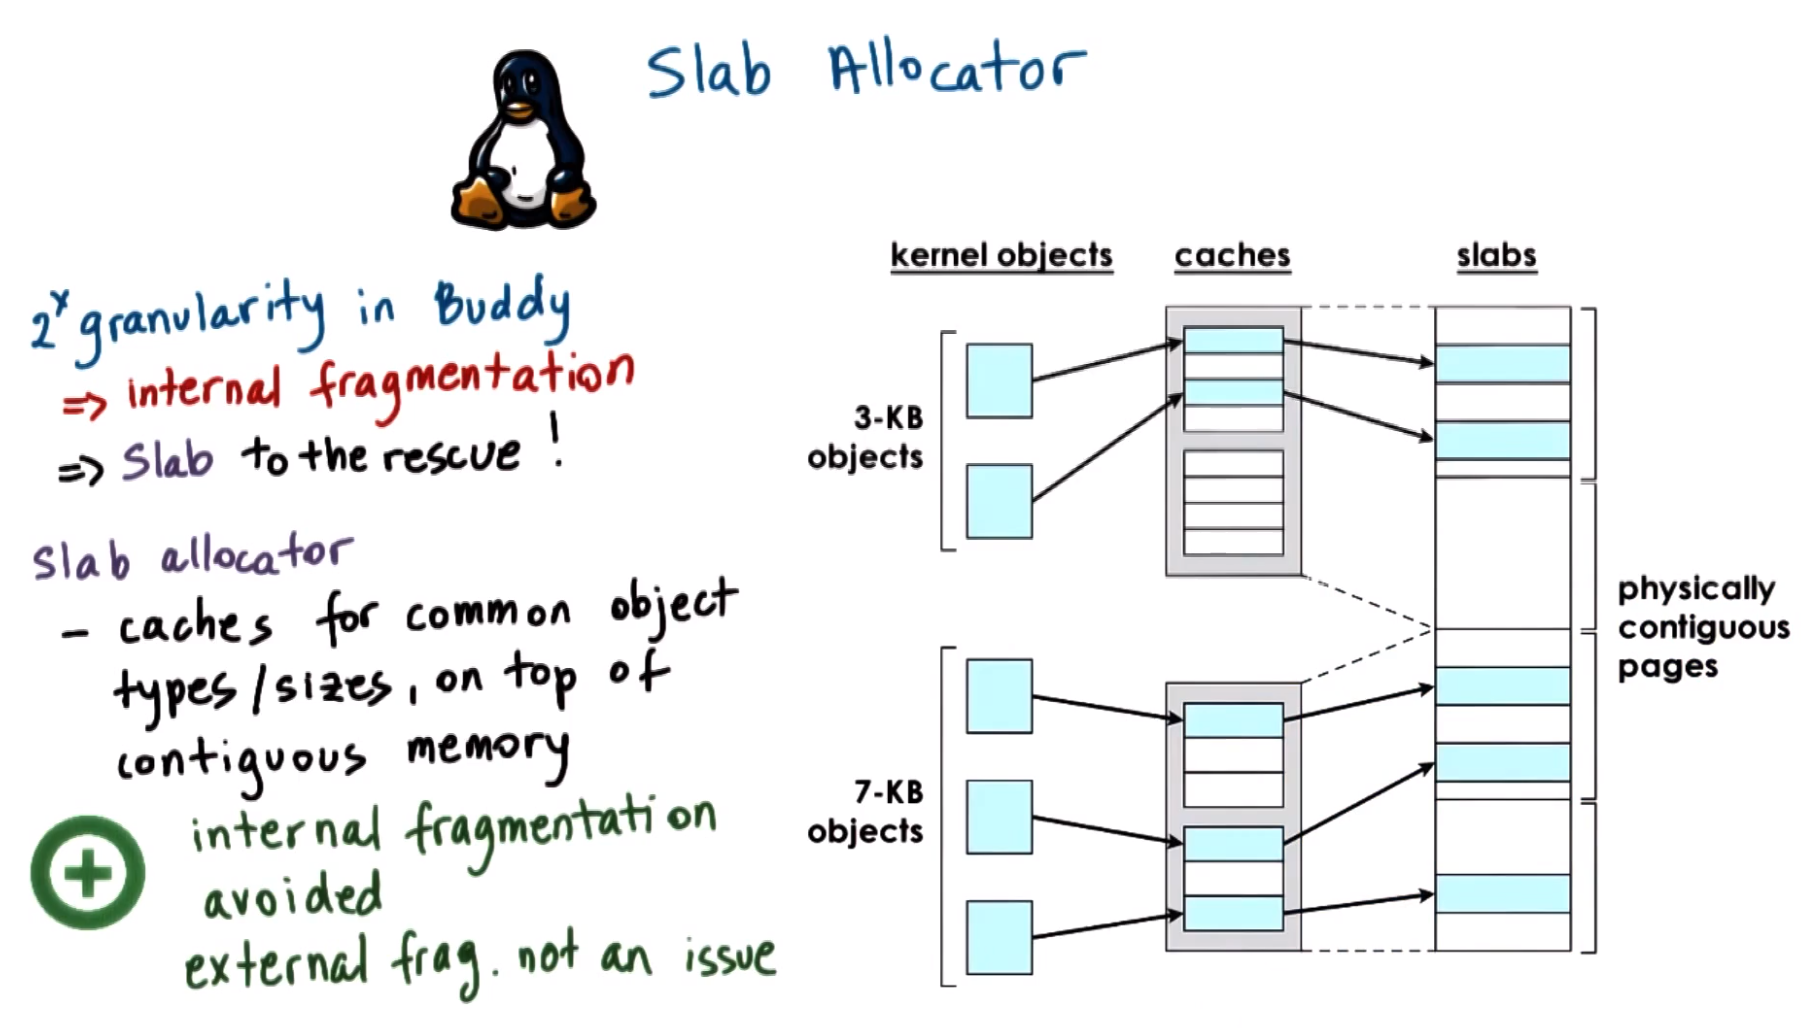 Slab Allocator
2^x granularity in Buddy
=> internal fragmentation
=> Slab to the rescue!
Slab allocator
- caches for common object
types/sizes, on top of
contiguous memory
+ internal fragmentation
avoided
external frag. not an issue
kernel objects caches slabs
3-KB
objects
7-KB
objects
physically
contiguous
pages